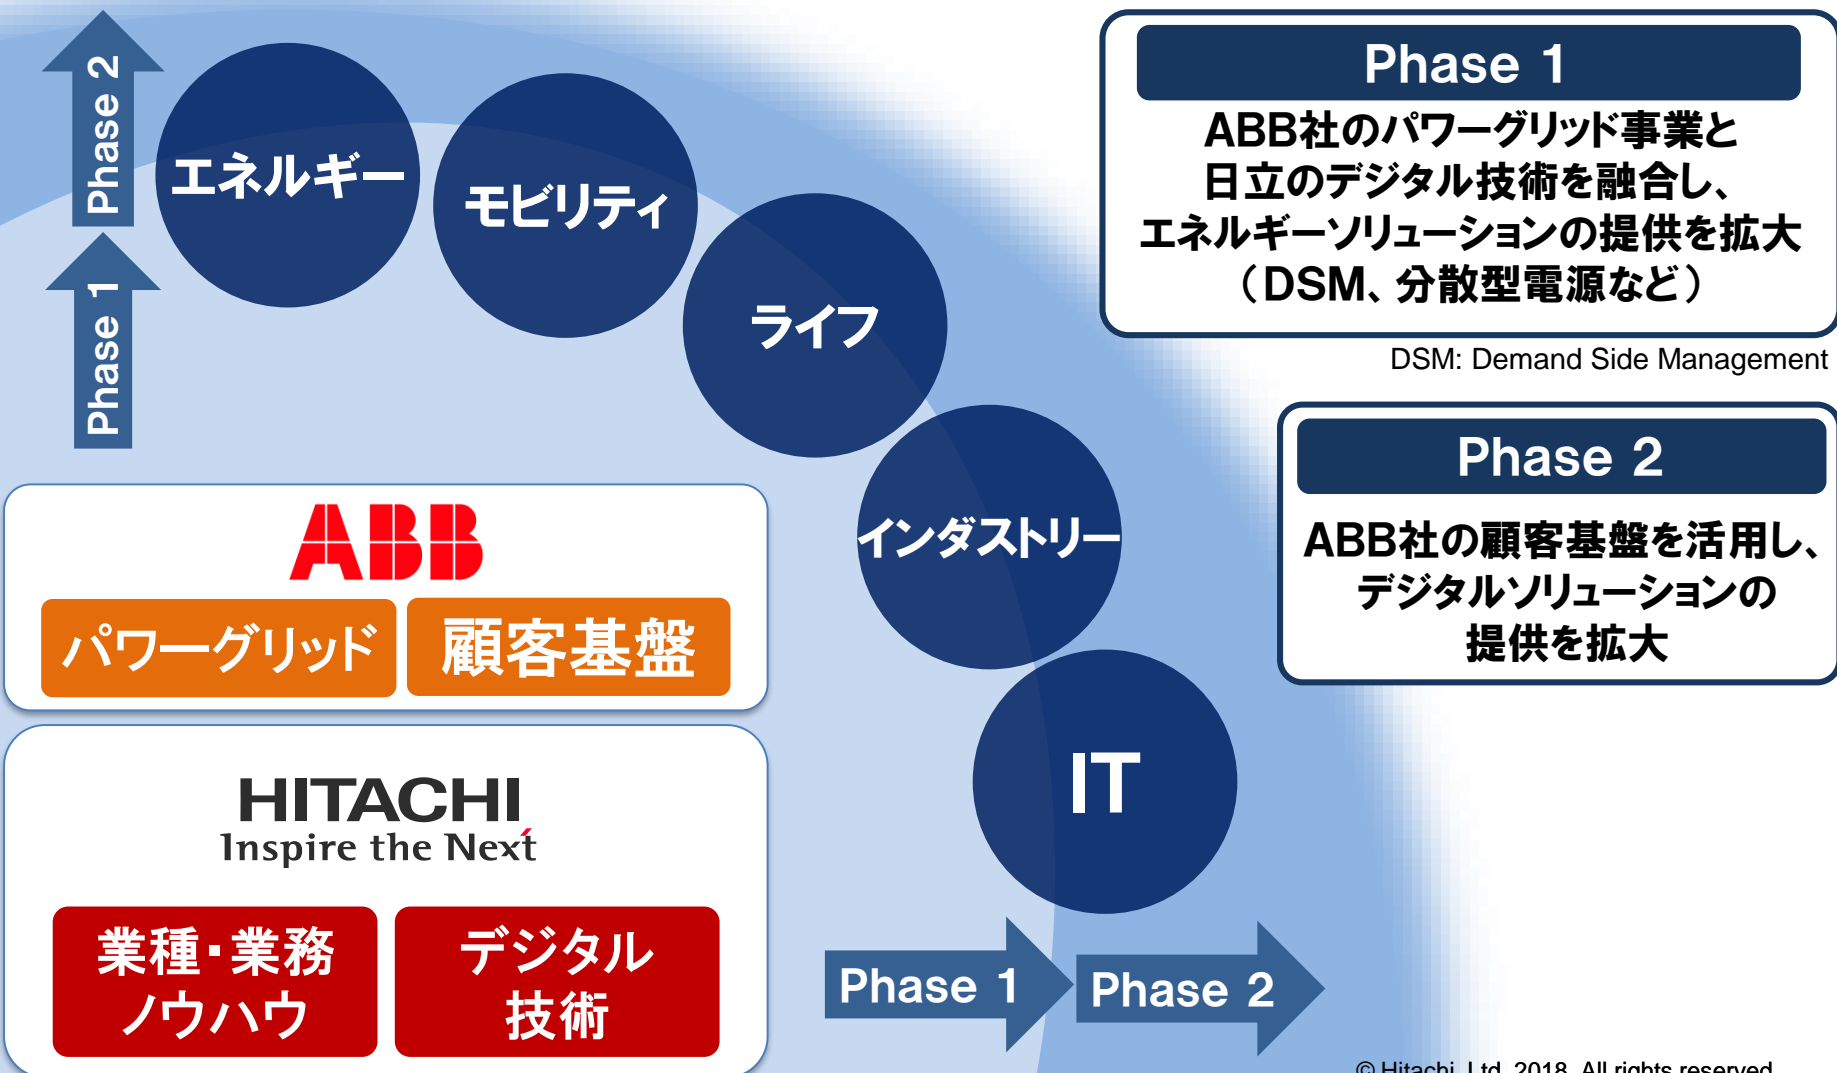 Phase 2
Phase 1
エネルギー
モビリティ
ライフ
インダストリー
IT
Phase 1
ABB社のパワーグリッド事業と
日立のデジタル技術を融合し、
エネルギーソリューションの提供を拡大
（DSM、分散型電源など）
DSM: Demand Side Management
Phase 2
ABB社の顧客基盤を活用し、
デジタルソリューションの
提供を拡大
ABB
パワーグリッド
顧客基盤
HITACHI
Inspire the Next
業種・業務
ノウハウ
デジタル
技術
Phase 1
Phase 2
© Hitachi, Ltd. 2018. All rights reserved.